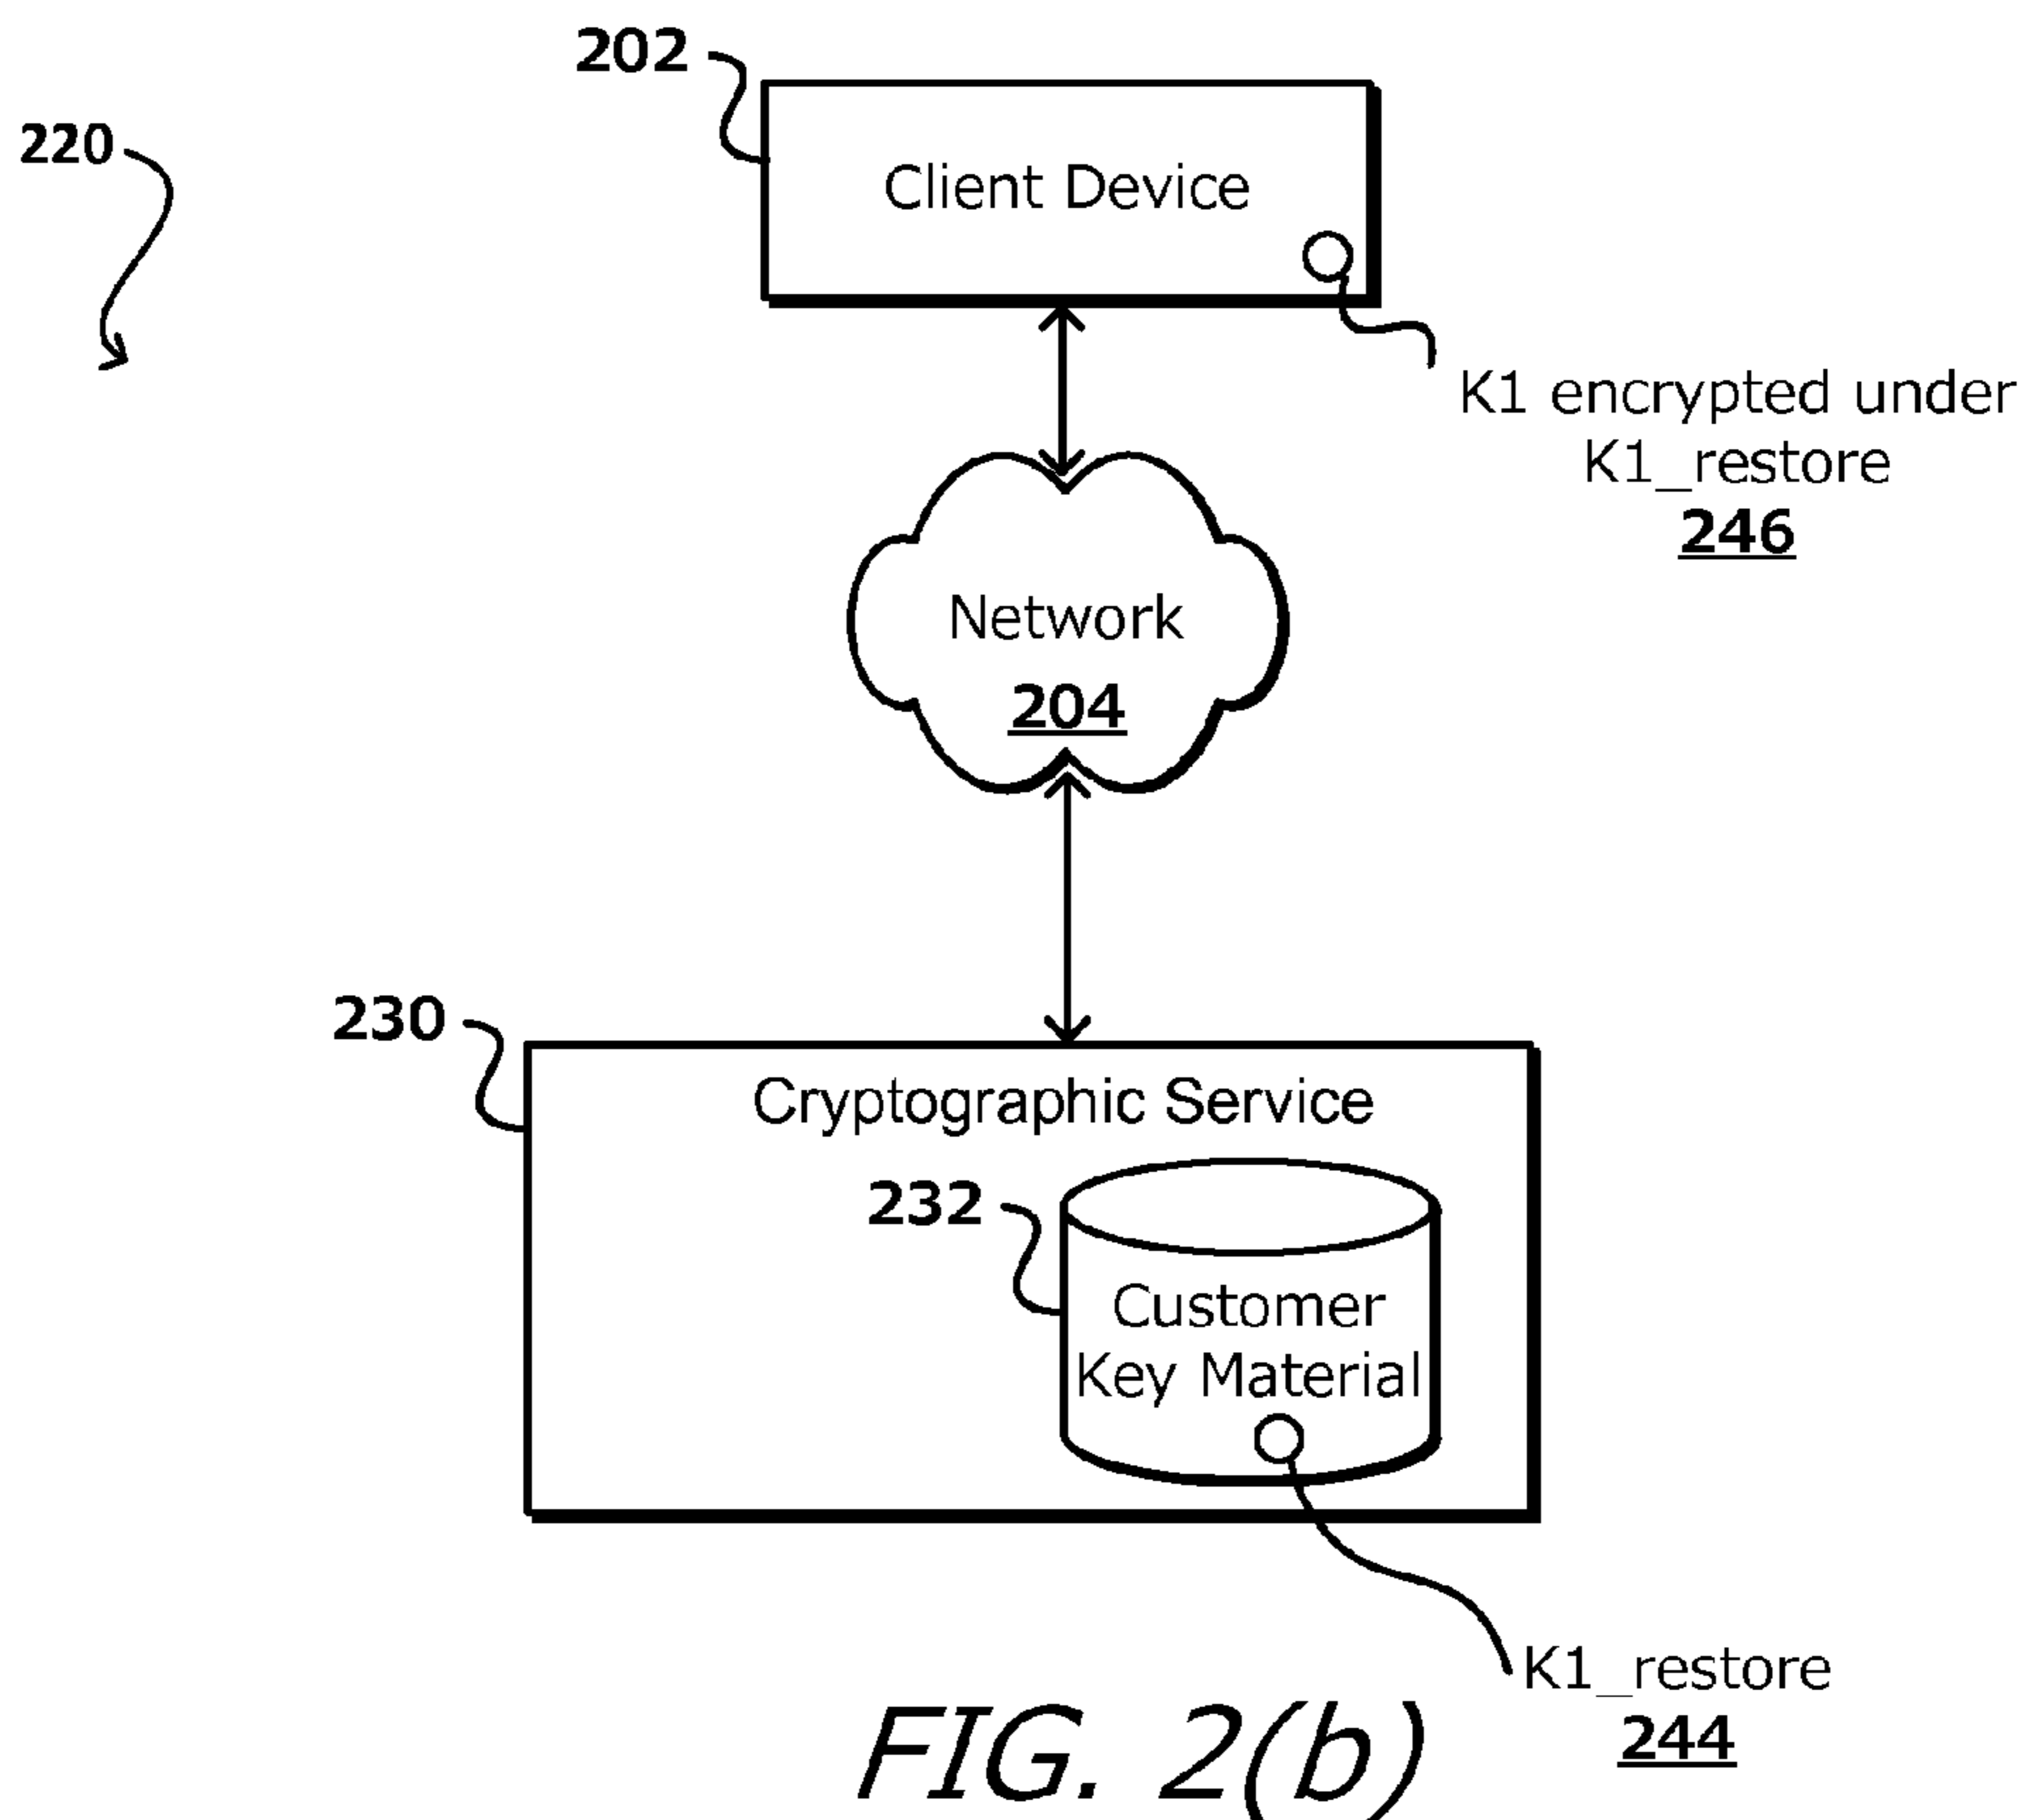 202
220
Client Device
K1 encrypted under
K1_restore
246
Network
204
230
Cryptographic Service
232
Customer
Key Material
K1_restore
244
FIG. 2(b)